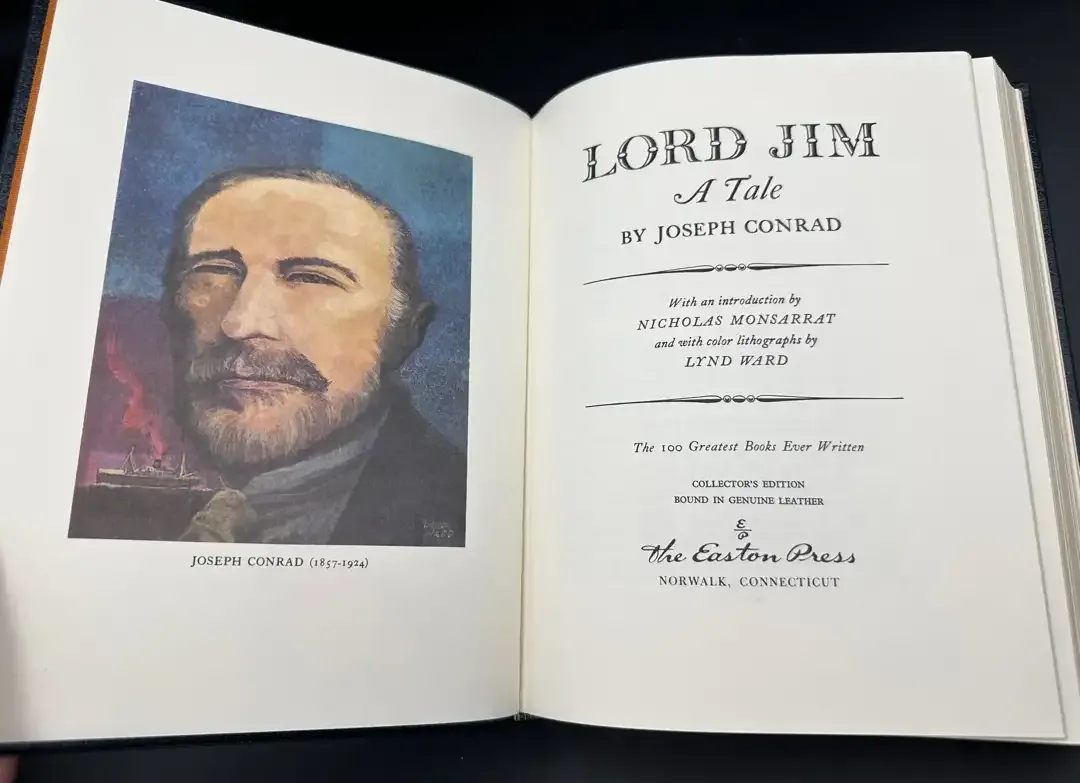 JOSEPH CONRAD (1857-1924)
LORD JIM
A Tale
BY JOSEPH CONRAD
With an introduction by
NICHOLAS MONSARRAT
and with color lithographs by
LYND WARD
The 100 Greatest Books Ever Written
COLLECTOR'S EDITION
BOUND IN GENUINE LEATHER
E
P
The Easton Press
NORWALK, CONNECTICUT